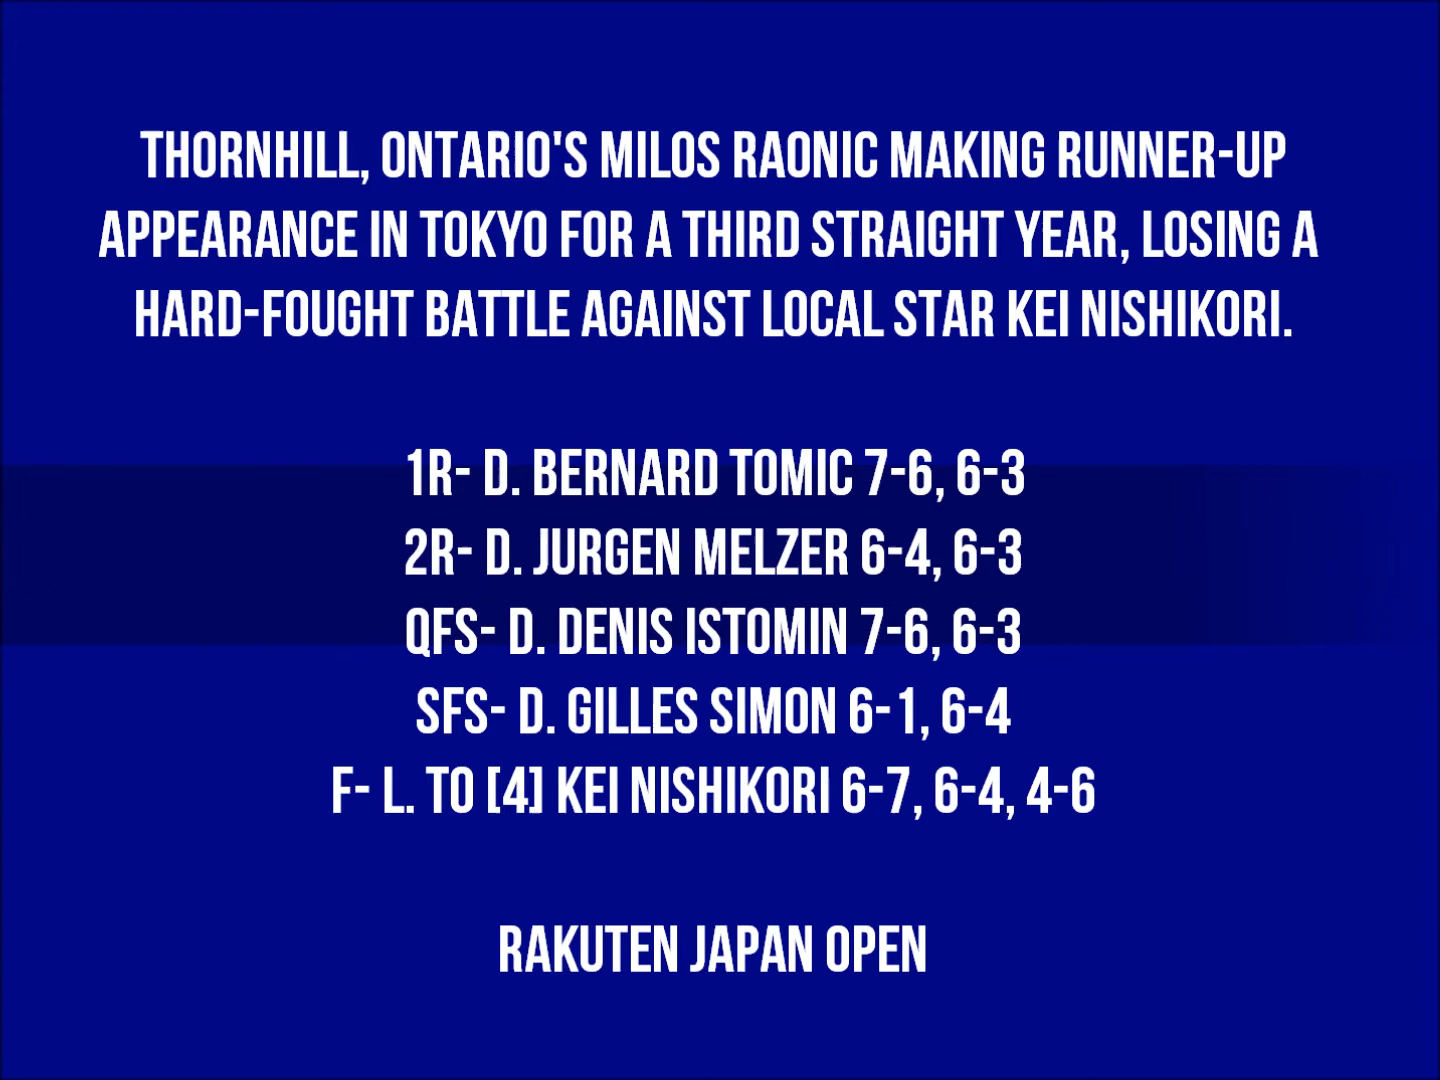 THORNHILL, ONTARIO'S MILOS RAONIC MAKING RUNNER-UP
APPEARANCE IN TOKYO FOR A THIRD STRAIGHT YEAR, LOSING A
HARD-FOUGHT BATTLE AGAINST LOCAL STAR KEI NISHIKORI.
1R- D. BERNARD TOMIC 7-6, 6-3
2R- D. JURGEN MELZER 6-4, 6-3
QFS- D. DENIS ISTOMIN 7-6, 6-3
SFS- D. GILLES SIMON 6-1, 6-4
F- L. TO [4] KEI NISHIKORI 6-7, 6-4, 4-6
RAKUTEN JAPAN OPEN